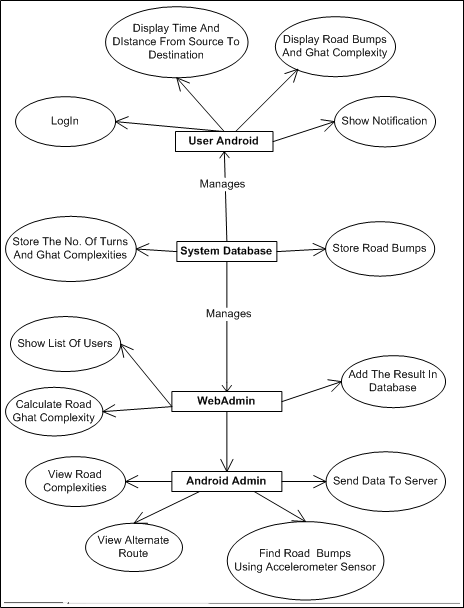 Display Time And
DIstance From Source To
Destination
Display Road Bumps
And Ghat Complexity
LogIn
Show Notification
User Android
Manages
Store The No. Of Turns
And Ghat Complexities
System Database
Store Road Bumps
Manages
Show List Of Users
Add The Result In
Database
Calculate Road
Ghat Complexity
WebAdmin
View Road
Complexities
Android Admin
Send Data To Server
View Alternate
Route
Find Road Bumps
Using Accelerometer Sensor